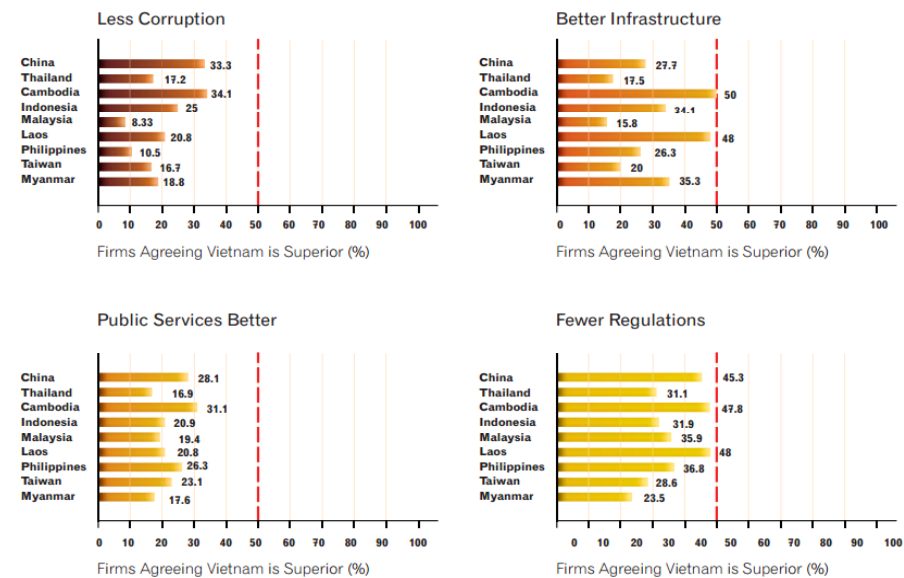 Less Corruption
China 33.3
Thailand 17.2
Cambodia 34.1
Indonesia 25
Malaysia 8.33
Laos 20.8
Philippines 10.5
Taiwan 16.7
Myanmar 18.8
0 10 20 30 40 50 60 70 80 90 100
Firms Agreeing Vietnam is Superior (%)
Better Infrastructure
China 27.7
Thailand 17.5
Cambodia 50
Indonesia 34.1
Malaysia 15.8
Laos 48
Philippines 26.3
Taiwan 20
Myanmar 35.3
0 10 20 30 40 50 60 70 80 90 100
Firms Agreeing Vietnam is Superior (%)
Public Services Better
China 28.1
Thailand 16.9
Cambodia 31.1
Indonesia 20.9
Malaysia 19.4
Laos 20.8
Philippines 26.3
Taiwan 23.1
Myanmar 17.6
0 10 20 30 40 50 60 70 80 90 100
Firms Agreeing Vietnam is Superior (%)
Fewer Regulations
China 45.3
Thailand 31.1
Cambodia 47.8
Indonesia 31.9
Malaysia 35.9
Laos 48
Philippines 36.8
Taiwan 28.6
Myanmar 23.5
0 10 20 30 40 50 60 70 80 90 100
Firms Agreeing Vietnam is Superior (%)